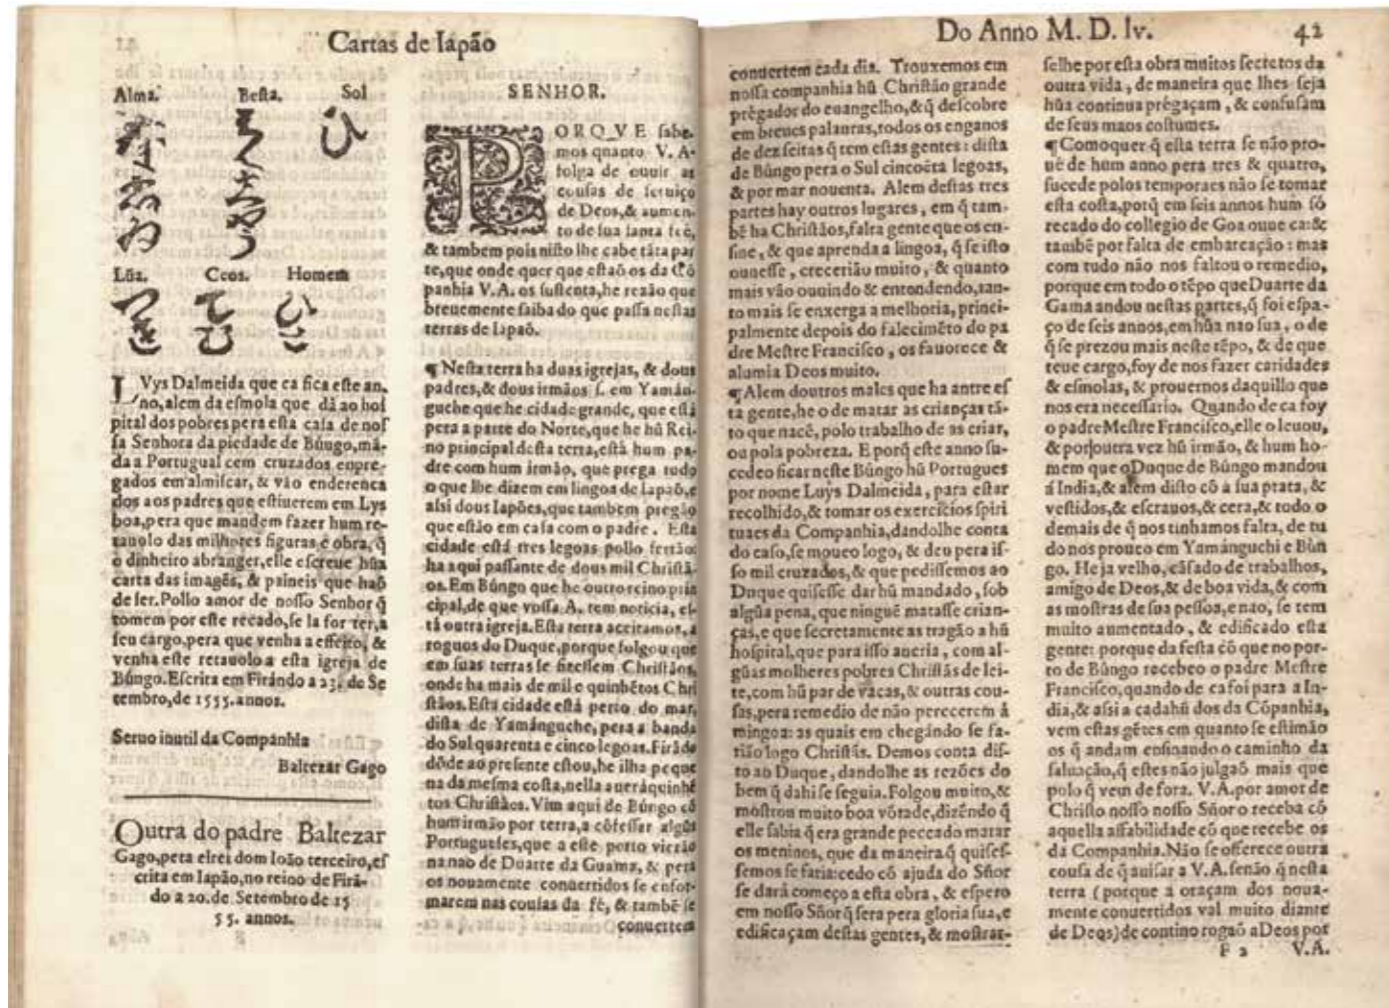 Cartas de Iapão
Alma. Beſta. Sol
Lũa. Ceos. Homem
LVys Dalmeida que ca fica eſte an.
no, alem da eſmola que dá ao hoſ
pital dos pobres pera eſta caſa de noſ
ſa Senhora da piedade de Búngo, mã-
da a Portugual cem cruzados enpre-
gados em almiſcar, & vão enderença
dos aos padres que eſtiuerem em Lys
boa, pera que mandem fazer hum re-
tauolo das milhores figuras e obra, q̃
o dinheiro abranger, elle eſcreue hũa
carta das imagẽs, & paineis que haõ
de ſer. Pollo amor de noſſo Senhor q̃
tomem por eſte recado, ſe la for ter, a
ſeu cargo, pera que venha a effeito, &
venha eſte retauolo a eſta igreja de
Búngo. Eſcrita em Firándo a 23. de Se
tembro, de 1555. annos.
Seruo inutil da Companhia
Baltezar Gago
Outra do padre Baltezar
Gago, pera elrei dom Ioão terceiro, eſ
crita em Iapão, no reino de Firã-
do a 20. de Setembro de 15
55. annos.
SENHOR.
PORQVE ſabe-
mos quanto V. A-
folga de ouuir as
couſas de ſeruiço
de Deos, & aumen-
to de ſua ſanta feè,
& tambem pois niſto lhe cabe tãta par
te, que onde quer que eſtaõ os da Cõ
panhia V. A. os ſuſtenta, he rezão que
breuemente ſaiba do que paſſa neſtas
terras de Iapaõ.
¶ Neſta terra ha duas igrejas, & dous
padres, & dous irmãos ſ. em Yamán-
guche que he cidade grande, que eſtá
pera a parte do Norte, que he hũ Rei-
no principal deſta terra, eſtá hum pa-
dre com hum irmão, que prega tudo
o que lhe dizem em lingoa de Iapaõ, e
aſsi dous Iapões, que tambem pregão
que eſtão em caſa com o padre. Eſta
cidade eſtá tres legoas pollo ſertão:
ha aqui paſſante de dous mil Chriſtã-
os. Em Búngo que he outro reino prin
cipal, de que voſſa A. tem noticia, eſ-
tá outra igreja. Eſta terra aceitamos, a
roguos do Duque, porque folgou que
em ſuas terras ſe fizeſſem Chriſtãos,
onde ha mais de mil e quinhẽtos Chri
ſtãos. Eſta cidade eſtá perto do mar,
diſta de Yamánguche, pera a banda
do Sul quarenta e cinco legoas. Firãdo
dõde ao preſente eſtou, he ilha peque
na da meſma coſta, nella auerá quinhẽ
tos Chriſtãos. Vim aqui de Búngo cõ
hum irmão por terra, a cõfeſſar algũs
Portugueſes, que a eſte porto vierão
na nao de Duarte da Guama, & pera
os nouamente conuertidos ſe enfor-
marem nas couſas da fé, & tambẽ ſe
conuertem
Do Anno M. D. lv. 42
conuertem cada dia. Trouxemos em
noſſa companhia hũ Chriſtão grande
prègador do euangelho, & q̃ deſcobre
em breues palauras, todos os enganos
de dez ſeitas q̃ tem eſtas gentes: diſta
de Búngo pera o Sul cincoẽta legoas,
& por mar nouenta. Alem deſtas tres
partes hay outros lugares, em q̃ tam-
bẽ ha Chriſtãos, falta gente que os en-
ſine, & que aprenda a lingoa, q̃ ſe iſto
ouueſſe, crecerião muito, & quanto
mais vão ouuindo & entendendo, tan-
to mais ſe enxerga a melhoria, princi-
palmente depois do falecimẽto do pa
dre Meſtre Franciſco, os fauorece &
alumia Deos muito.
¶ Alem doutros males que ha antre eſ
ta gente, he o de matar as crianças tã-
to que nacẽ, polo trabalho de as criar,
ou pola pobreza. E porq̃ eſte anno ſu-
cedeo ficar neſte Búngo hũ Portugues
por nome Luỳs Dalmeida, para eſtar
recolhido, & tomar os exercicios ſpiri
tuaes da Companhia, dandolhe conta
do caſo, ſe moueo logo, & deu pera iſ-
ſo mil cruzados, & que pediſſemos ao
Duque quiſeſſe dar hũ mandado, ſob
algũa pena, que ninguẽ mataſſe crian-
ças, e que ſecretamente as tragão a hũ
hoſpital, que para iſſo aueria, com al-
gũas molheres pobres Chriſtãs de lei-
te, com hũ par de vacas, & outras cou-
ſas, pera remedio de não perecerem á
mingoa: as quais em chegãndo ſe fa-
rião logo Chriſtãs. Demos conta diſ-
to ao Duque, dandolhe as rezões do
bem q̃ dahi ſe ſeguia. Folgou muito, &
moſtrou muito boa võtade, dizẽndo q̃
elle ſabia q̃ era grande peccado matar
os meninos, que da maneira q̃ quiſeſ-
ſemos ſe faria: cedo cõ ajuda do Sñor
ſe dará começo a eſta obra, & eſpero
em noſſo Sñor q̃ ſera pera gloria ſua, e
edificaçam deſtas gentes, & moſtrar-
ſelhe por eſta obra muitos ſecretos da
outra vida, de maneira que lhes ſeja
hũa continua prègaçam, & confuſam
de ſeus maos coſtumes.
¶ Comoquer q̃ eſta terra ſe não pro-
uè de hum anno pera tres & quatro,
ſucede polos temporaes não ſe tomar
eſta coſta, porq̃ em ſeis annos hum ſó
recado do collegio de Goa ouue ca: &
tambẽ por falta de embarcação: mas
com tudo não nos faltou o remedio,
porque em todo o tẽpo que Duarte da
Gama andou neſtas partes, q̃ foi eſpa-
ço de ſeis annos, em hũa nao ſua, o de
q̃ ſe prezou mais neſte tẽpo, & de que
teue cargo, foy de nos fazer caridades
& eſmolas, & prouernos daquillo que
nos era neceſſario. Quando de ca foy
o padre Meſtre Franciſco, elle o leuou,
& por outra vez hũ irmão, & hum ho-
mem que o Duque de Búngo mandou
á India, & alem diſto cõ a ſua prata, &
veſtidos, & eſcrauos, & cera, & todo o
demais de q̃ nos tinhamos falta, de tu
do nos proueo em Yamánguchi e Bũn
go. He ja velho, cãſado de trabalhos,
amigo de Deos, & de boa vida, & com
as moſtras de ſua peſſoa, e nao, ſe tem
muito aumentado, & edificado eſta
gente: porque da feſta cõ que no por-
to de Búngo recebeo o padre Meſtre
Franciſco, quando de ca foi para a In-
dia, & aſsi a cada hũ dos da Cõpanhia,
vem eſtas gẽtes em quanto ſe eſtimão
os q̃ andam enſinando o caminho da
ſaluação, q̃ eſtes não julgaõ mais que
polo q̃ vem de fora. V.A. por amor de
Chriſto noſſo noſſo Sñor o receba cõ
aquella affabilidade cõ que recebe os
da Companhia. Não ſe offerece outra
couſa de q̃ auiſar a V.A. ſenão q̃ neſta
terra (porque a oraçam dos noua-
mente conuertidos val muito diante
de Deos) de contino rogaõ a Deos por
F 2 V.A.